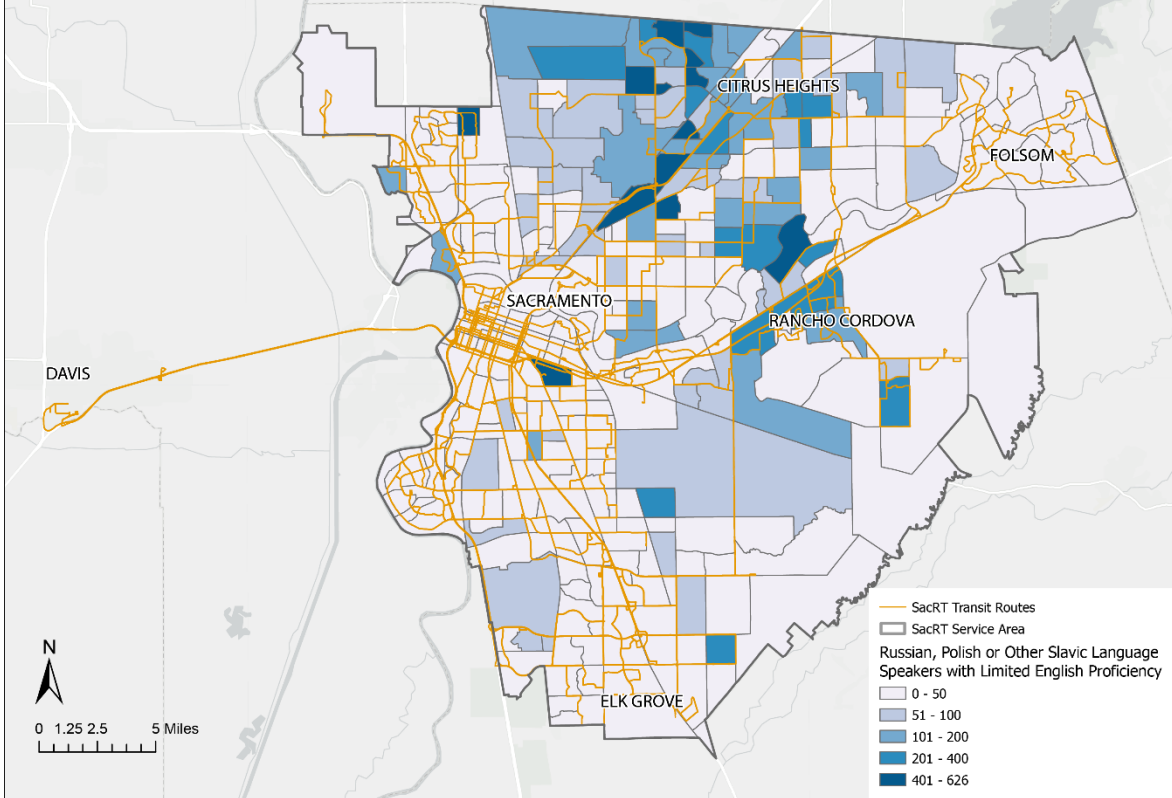 CITRUS HEIGHTS
FOLSOM
SACRAMENTO
RANCHO CORDOVA
DAVIS
ELK GROVE
N
0 1.25 2.5 5 Miles
SacRT Transit Routes
SacRT Service Area
Russian, Polish or Other Slavic Language
Speakers with Limited English Proficiency
0 - 50
51 - 100
101 - 200
201 - 400
401 - 626